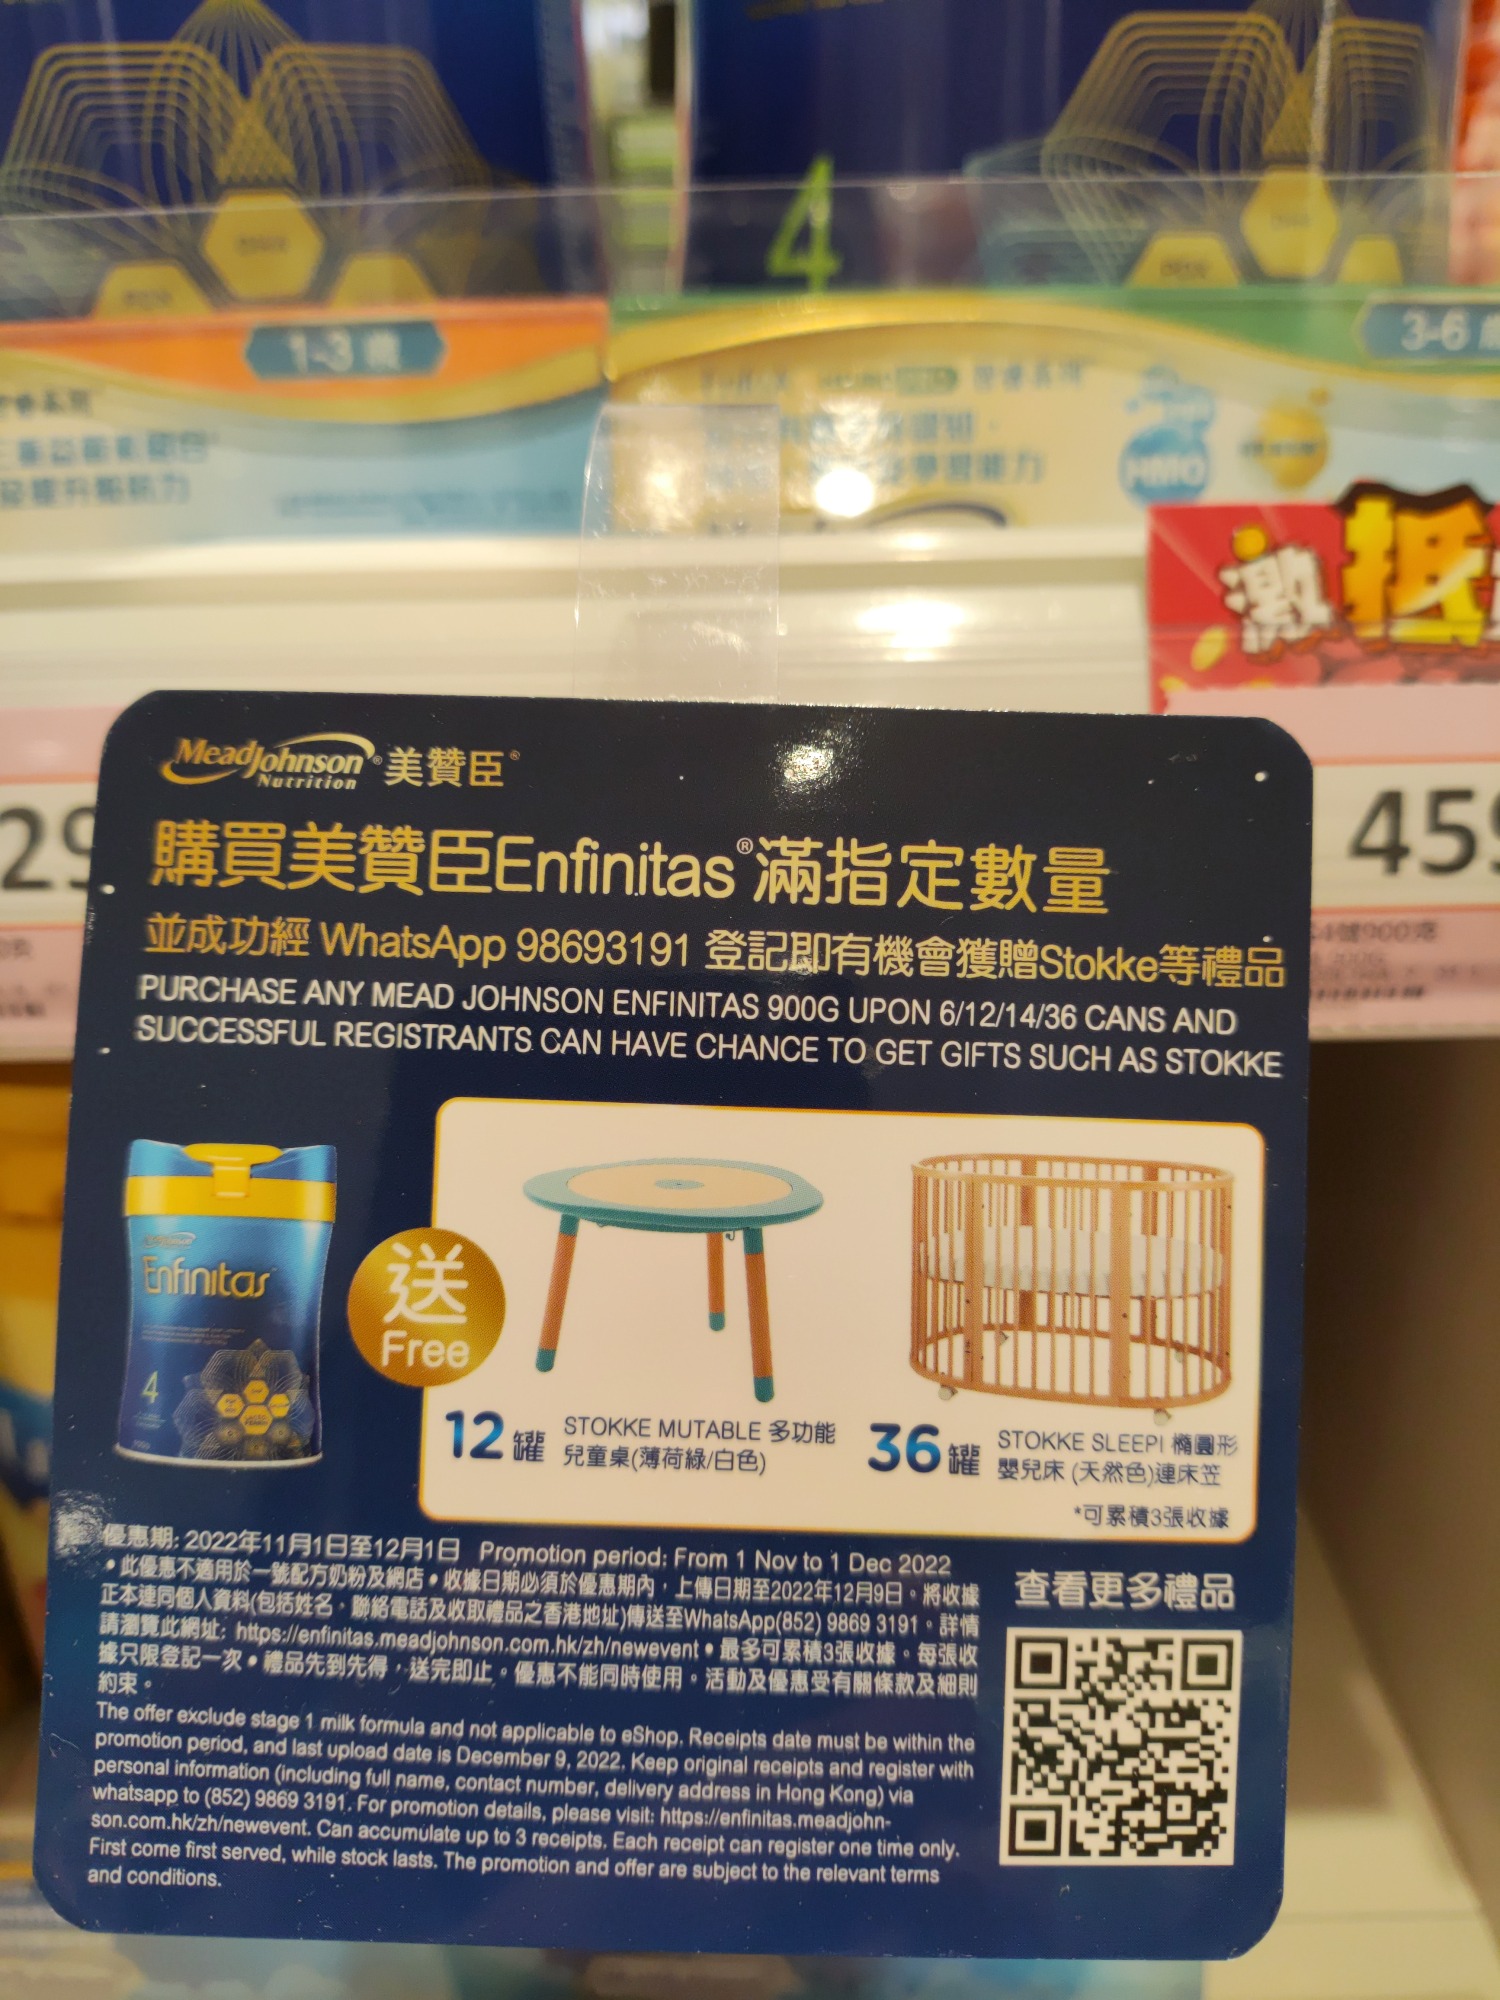 4
1-3 歲
3-6
HMO
激抵
MeadJohnson® 美贊臣®
Nutrition
29
459
購買美贊臣Enfinitas®滿指定數量
並成功經 WhatsApp 98693191 登記即有機會獲贈Stokke等禮品
PURCHASE ANY MEAD JOHNSON ENFINITAS 900G UPON 6/12/14/36 CANS AND
SUCCESSFUL REGISTRANTS CAN HAVE CHANCE TO GET GIFTS SUCH AS STOKKE
Enfinitas
4
送
Free
12罐 STOKKE MUTABLE 多功能
兒童桌(薄荷綠/白色)
36罐 STOKKE SLEEPI 橢圓形
嬰兒床 (天然色)連床笠
*可累積3張收據
優惠期: 2022年11月1日至12月1日 Promotion period: From 1 Nov to 1 Dec 2022
• 此優惠不適用於一號配方奶粉及網店 • 收據日期必須於優惠期內，上傳日期至2022年12月9日。將收據
正本連同個人資料(包括姓名、聯絡電話及收取禮品之香港地址)傳送至WhatsApp(852) 9869 3191。詳情
請瀏覽此網址: https://enfinitas.meadjohnson.com.hk/zh/newevent • 最多可累積3張收據。每張收
據只限登記一次 • 禮品先到先得，送完即止。優惠不能同時使用。活動及優惠受有關條款及細則
約束。
The offer exclude stage 1 milk formula and not applicable to eShop. Receipts date must be within the
promotion period, and last upload date is December 9, 2022. Keep original receipts and register with
personal information (including full name, contact number, delivery address in Hong Kong) via
whatsapp to (852) 9869 3191. For promotion details, please visit: https://enfinitas.meadjohn-
son.com.hk/zh/newevent. Can accumulate up to 3 receipts. Each receipt can register one time only.
First come first served, while stock lasts. The promotion and offer are subject to the relevant terms
and conditions.
查看更多禮品